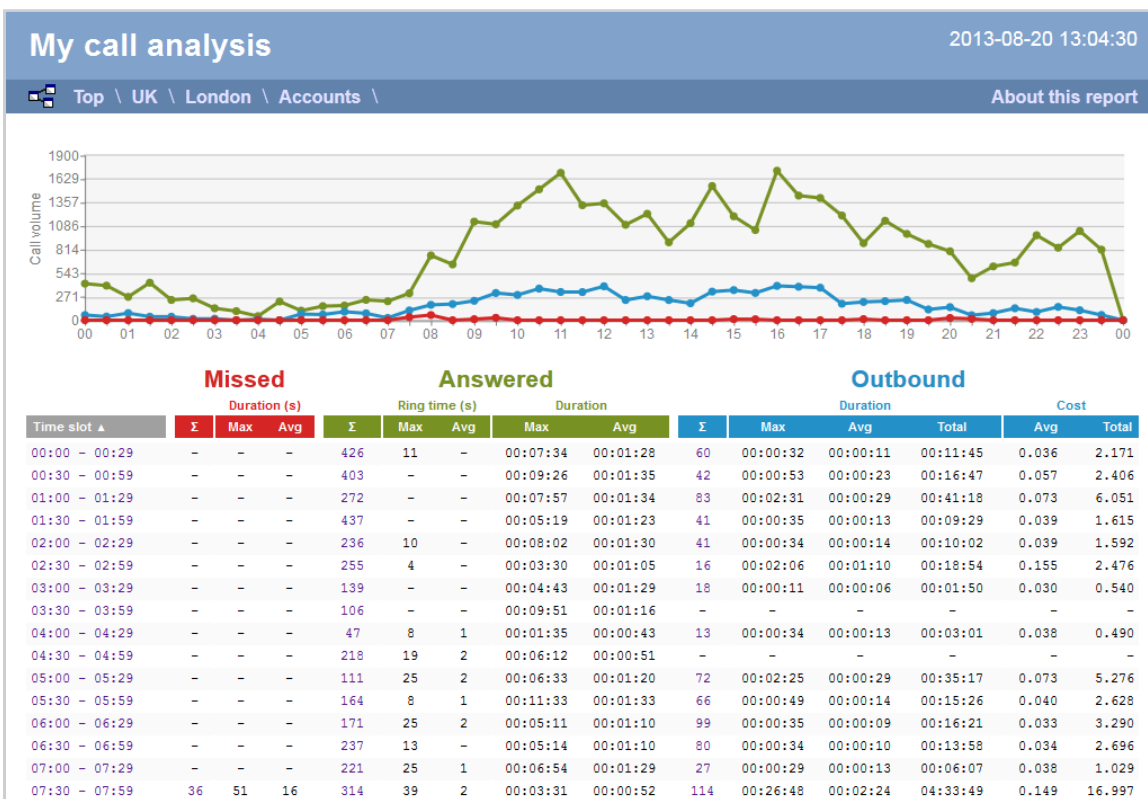 My call analysis 2013-08-20 13:04:30
Top \ UK \ London \ Accounts \ About this report
Call volume
1900
1629
1357
1086
814
543
271
0
00 01 02 03 04 05 06 07 08 09 10 11 12 13 14 15 16 17 18 19 20 21 22 23 00
Missed Answered Outbound
Duration (s) Ring time (s) Duration Duration Cost
Time slot ▲ Σ Max Avg Σ Max Avg Max Avg Σ Max Avg Total Avg Total
00:00 - 00:29 - - - 426 11 - 00:07:34 00:01:28 60 00:00:32 00:00:11 00:11:45 0.036 2.171
00:30 - 00:59 - - - 403 - - 00:09:26 00:01:35 42 00:00:53 00:00:23 00:16:47 0.057 2.406
01:00 - 01:29 - - - 272 - - 00:07:57 00:01:34 83 00:02:31 00:00:29 00:41:18 0.073 6.051
01:30 - 01:59 - - - 437 - - 00:05:19 00:01:23 41 00:00:35 00:00:13 00:09:29 0.039 1.615
02:00 - 02:29 - - - 236 10 - 00:08:02 00:01:30 41 00:00:34 00:00:14 00:10:02 0.039 1.592
02:30 - 02:59 - - - 255 4 - 00:03:30 00:01:05 16 00:02:06 00:01:10 00:18:54 0.155 2.476
03:00 - 03:29 - - - 139 - - 00:04:43 00:01:29 18 00:00:11 00:00:06 00:01:50 0.030 0.540
03:30 - 03:59 - - - 106 - - 00:09:51 00:01:16 - - - - - -
04:00 - 04:29 - - - 47 8 1 00:01:35 00:00:43 13 00:00:34 00:00:13 00:03:01 0.038 0.490
04:30 - 04:59 - - - 218 19 2 00:06:12 00:00:51 - - - - - -
05:00 - 05:29 - - - 111 25 2 00:06:33 00:01:20 72 00:02:25 00:00:29 00:35:17 0.073 5.276
05:30 - 05:59 - - - 164 8 1 00:11:33 00:01:33 66 00:00:49 00:00:14 00:15:26 0.040 2.628
06:00 - 06:29 - - - 171 25 2 00:05:11 00:01:10 99 00:00:35 00:00:09 00:16:21 0.033 3.290
06:30 - 06:59 - - - 237 13 - 00:05:14 00:01:10 80 00:00:34 00:00:10 00:13:58 0.034 2.696
07:00 - 07:29 - - - 221 25 1 00:06:54 00:01:29 27 00:00:29 00:00:13 00:06:07 0.038 1.029
07:30 - 07:59 36 51 16 314 39 2 00:03:31 00:00:52 114 00:26:48 00:02:24 04:33:49 0.149 16.997